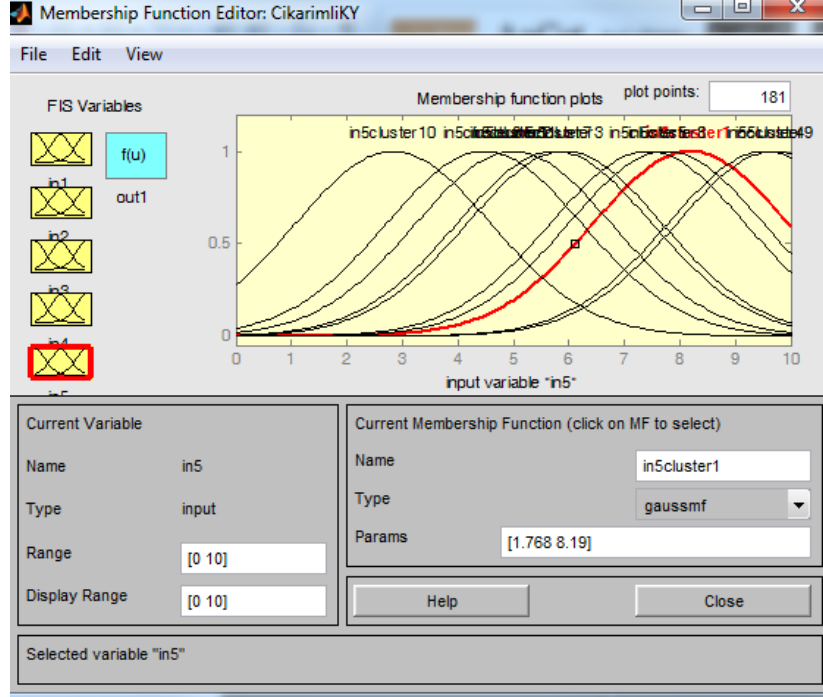 Membership Function Editor: CikarimliKY
File Edit View
FIS Variables
Membership function plots plot points: 181
in5cluster10
in1
f(u)
out1
in2
in3
in4
in5
1
0.5
0
0 1 2 3 4 5 6 7 8 9 10
input variable "in5"
Current Variable
Name in5
Type input
Range [0 10]
Display Range [0 10]
Current Membership Function (click on MF to select)
Name in5cluster1
Type gaussmf
Params [1.768 8.19]
Help Close
Selected variable "in5"